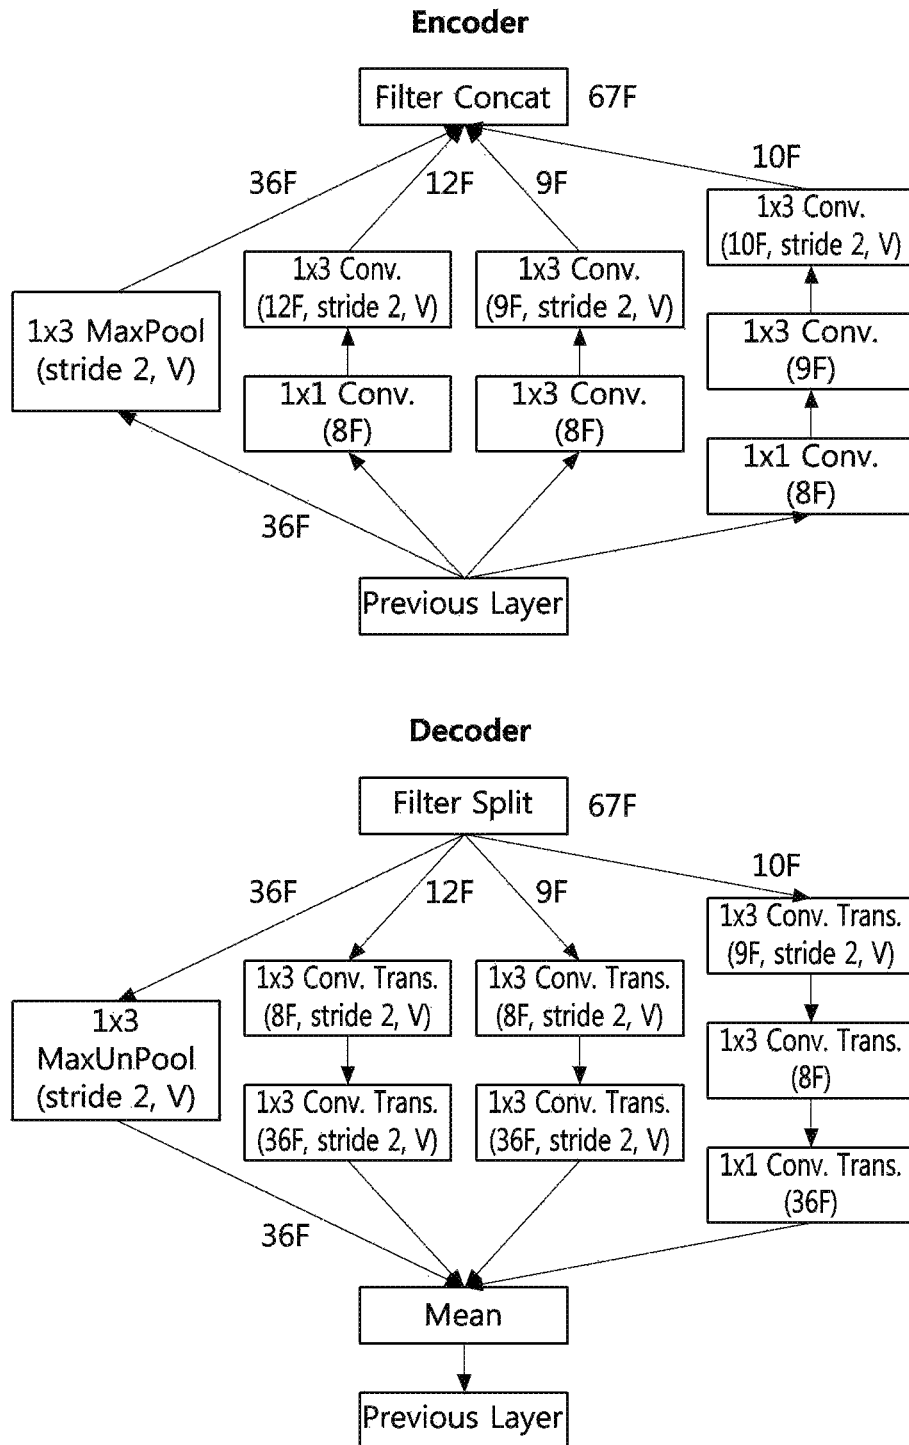 Encoder
Filter Concat 67F
36F
12F
9F
10F
1x3 MaxPool
(stride 2, V)
1x3 Conv.
(12F, stride 2, V)
1x1 Conv.
(8F)
1x3 Conv.
(9F, stride 2, V)
1x3 Conv.
(8F)
1x3 Conv.
(10F, stride 2, V)
1x3 Conv.
(9F)
1x1 Conv.
(8F)
36F
Previous Layer
Decoder
Filter Split 67F
36F
12F
9F
10F
1x3
MaxUnPool
(stride 2, V)
1x3 Conv. Trans.
(8F, stride 2, V)
1x3 Conv. Trans.
(36F, stride 2, V)
1x3 Conv. Trans.
(8F, stride 2, V)
1x3 Conv. Trans.
(36F, stride 2, V)
1x3 Conv. Trans.
(9F, stride 2, V)
1x3 Conv. Trans.
(8F)
1x1 Conv. Trans.
(36F)
36F
Mean
Previous Layer